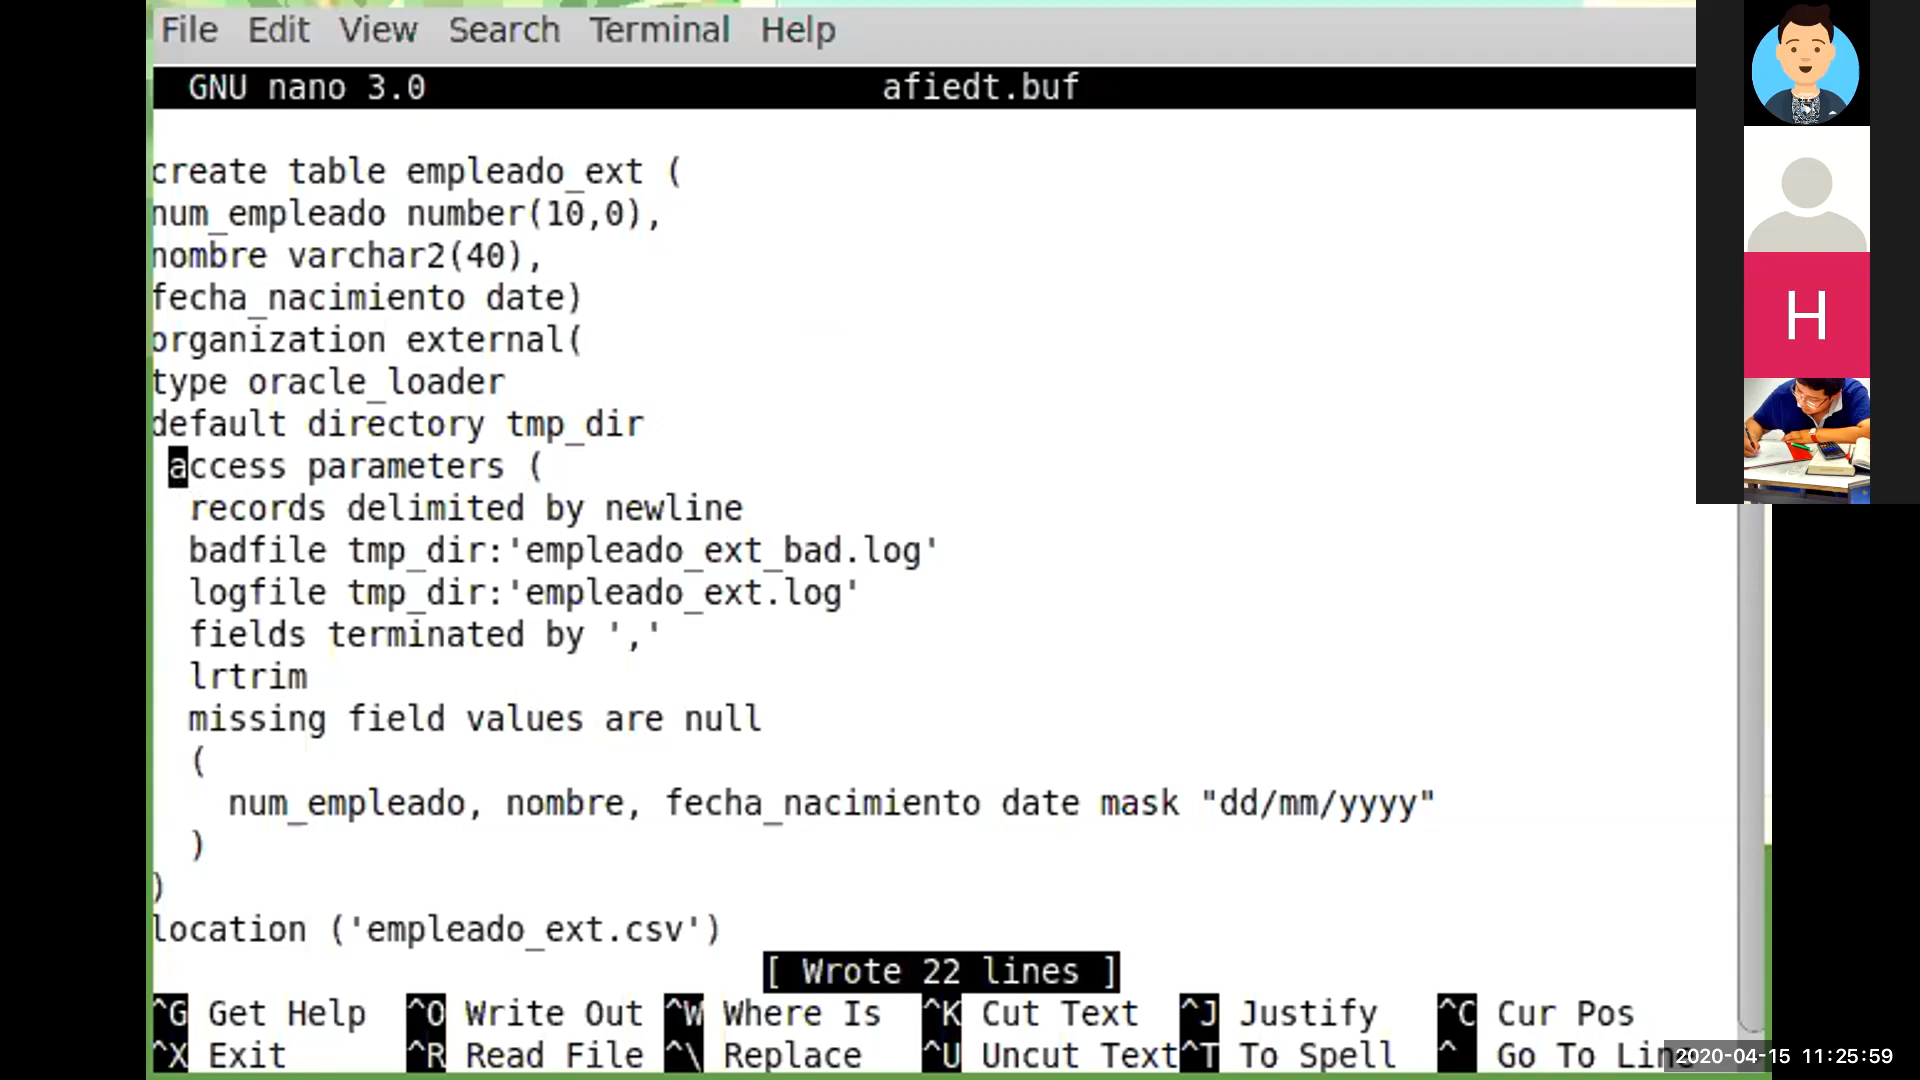 File Edit View Search Terminal Help
GNU nano 3.0 afiedt.buf
create table empleado_ext (
num_empleado number(10,0),
nombre varchar2(40),
fecha_nacimiento date)
organization external(
type oracle_loader
default directory tmp_dir
access parameters (
records delimited by newline
badfile tmp_dir:'empleado_ext_bad.log'
logfile tmp_dir:'empleado_ext.log'
fields terminated by ','
lrtrim
missing field values are null
(
num_empleado, nombre, fecha_nacimiento date mask "dd/mm/yyyy"
)
)
location ('empleado_ext.csv')
[ Wrote 22 lines ]
^G Get Help ^O Write Out ^W Where Is ^K Cut Text ^J Justify ^C Cur Pos
^X Exit ^R Read File ^\ Replace ^U Uncut Text ^T To Spell ^ Go To Line
H
2020-04-15 11:25:59